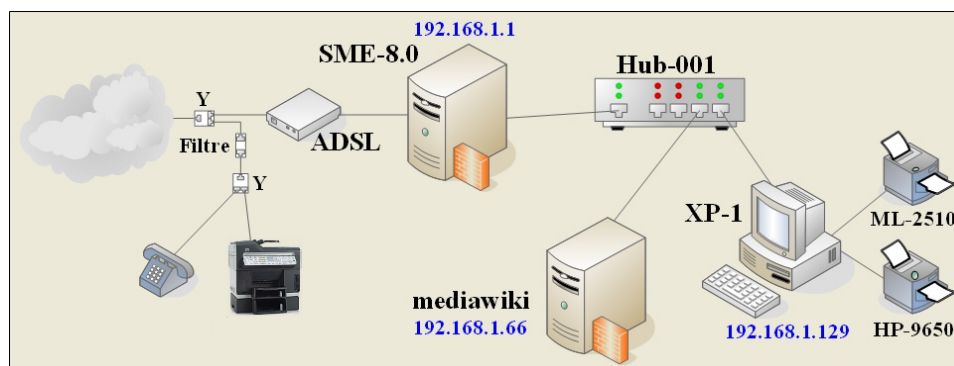 192.168.1.1
SME-8.0
Hub-001
Y
Filtre
ADSL
Y
XP-1
ML-2510
mediawiki
192.168.1.66
192.168.1.129
HP-9650